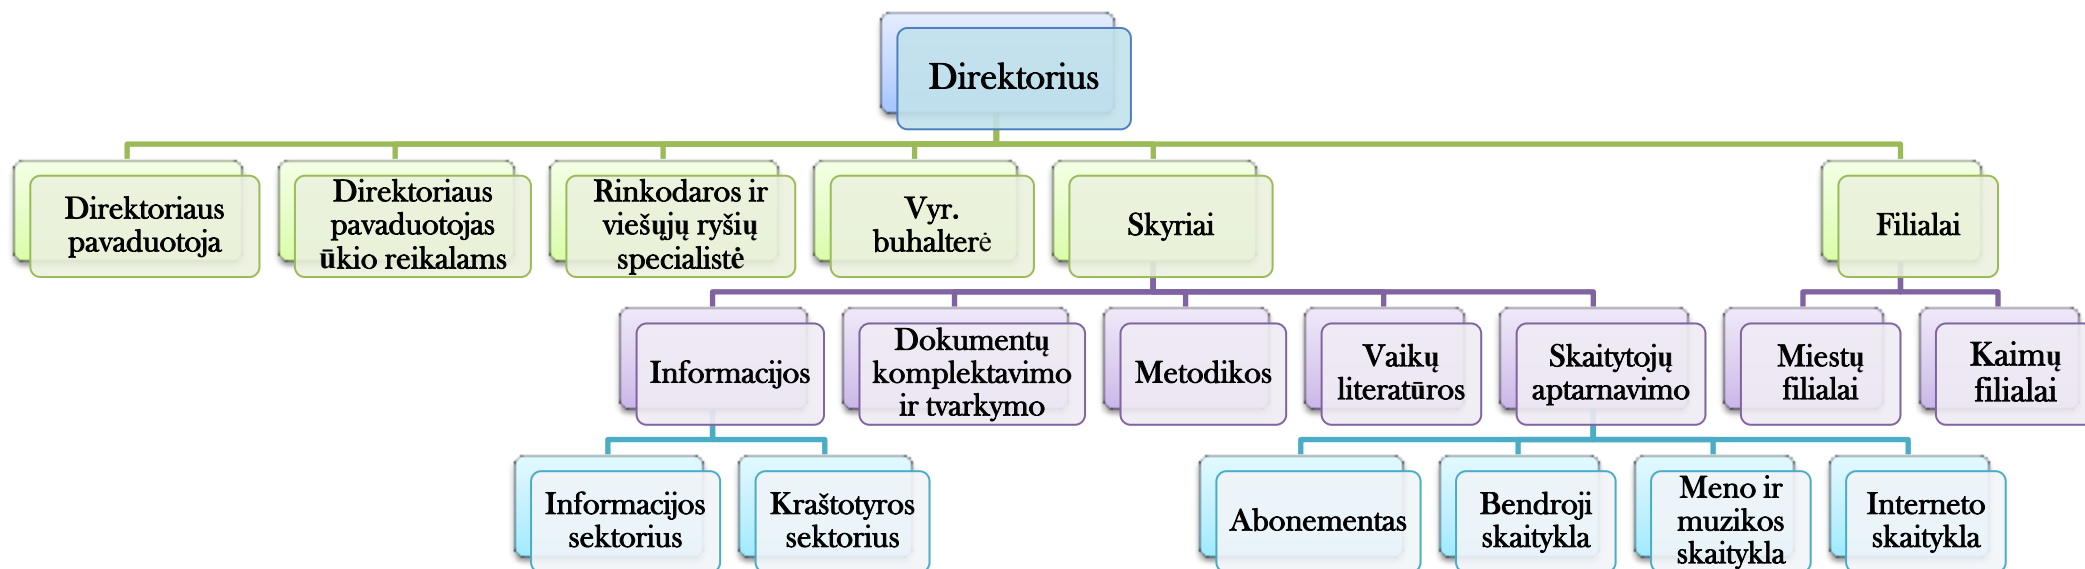 Direktorius
Direktoriaus
pavaduotoja
Direktoriaus
pavaduotojas
ūkio reikalams
Rinkodaros ir
viešųjų ryšių
specialistė
Vyr.
buhalterė
Skyriai
Filialai
Informacijos
Dokumentų
komplektavimo
ir tvarkymo
Metodikos
Vaikų
literatūros
Skaitytojų
aptarnavimo
Miestų
filialai
Kaimų
filialai
Informacijos
sektorius
Kraštotyros
sektorius
Abonementas
Bendroji
skaitykla
Meno ir
muzikos
skaitykla
Interneto
skaitykla